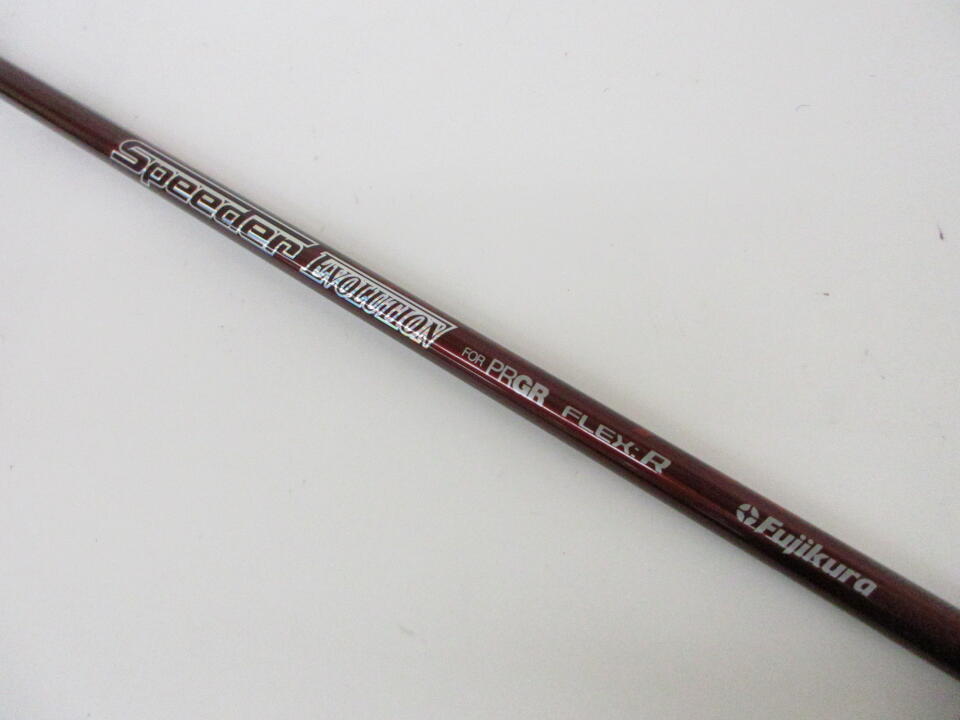 Speeder EVOLUTION FOR PRGR FLEX:R Fujikura